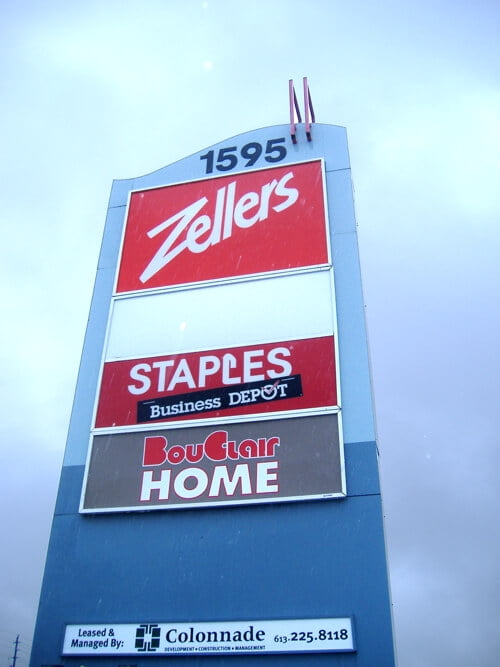 1595
Zellers
STAPLES
Business DEPOT
BouClair
HOME
Leased &
Managed By:
Colonnade
DEVELOPMENT • CONSTRUCTION • MANAGEMENT
613.225.8118